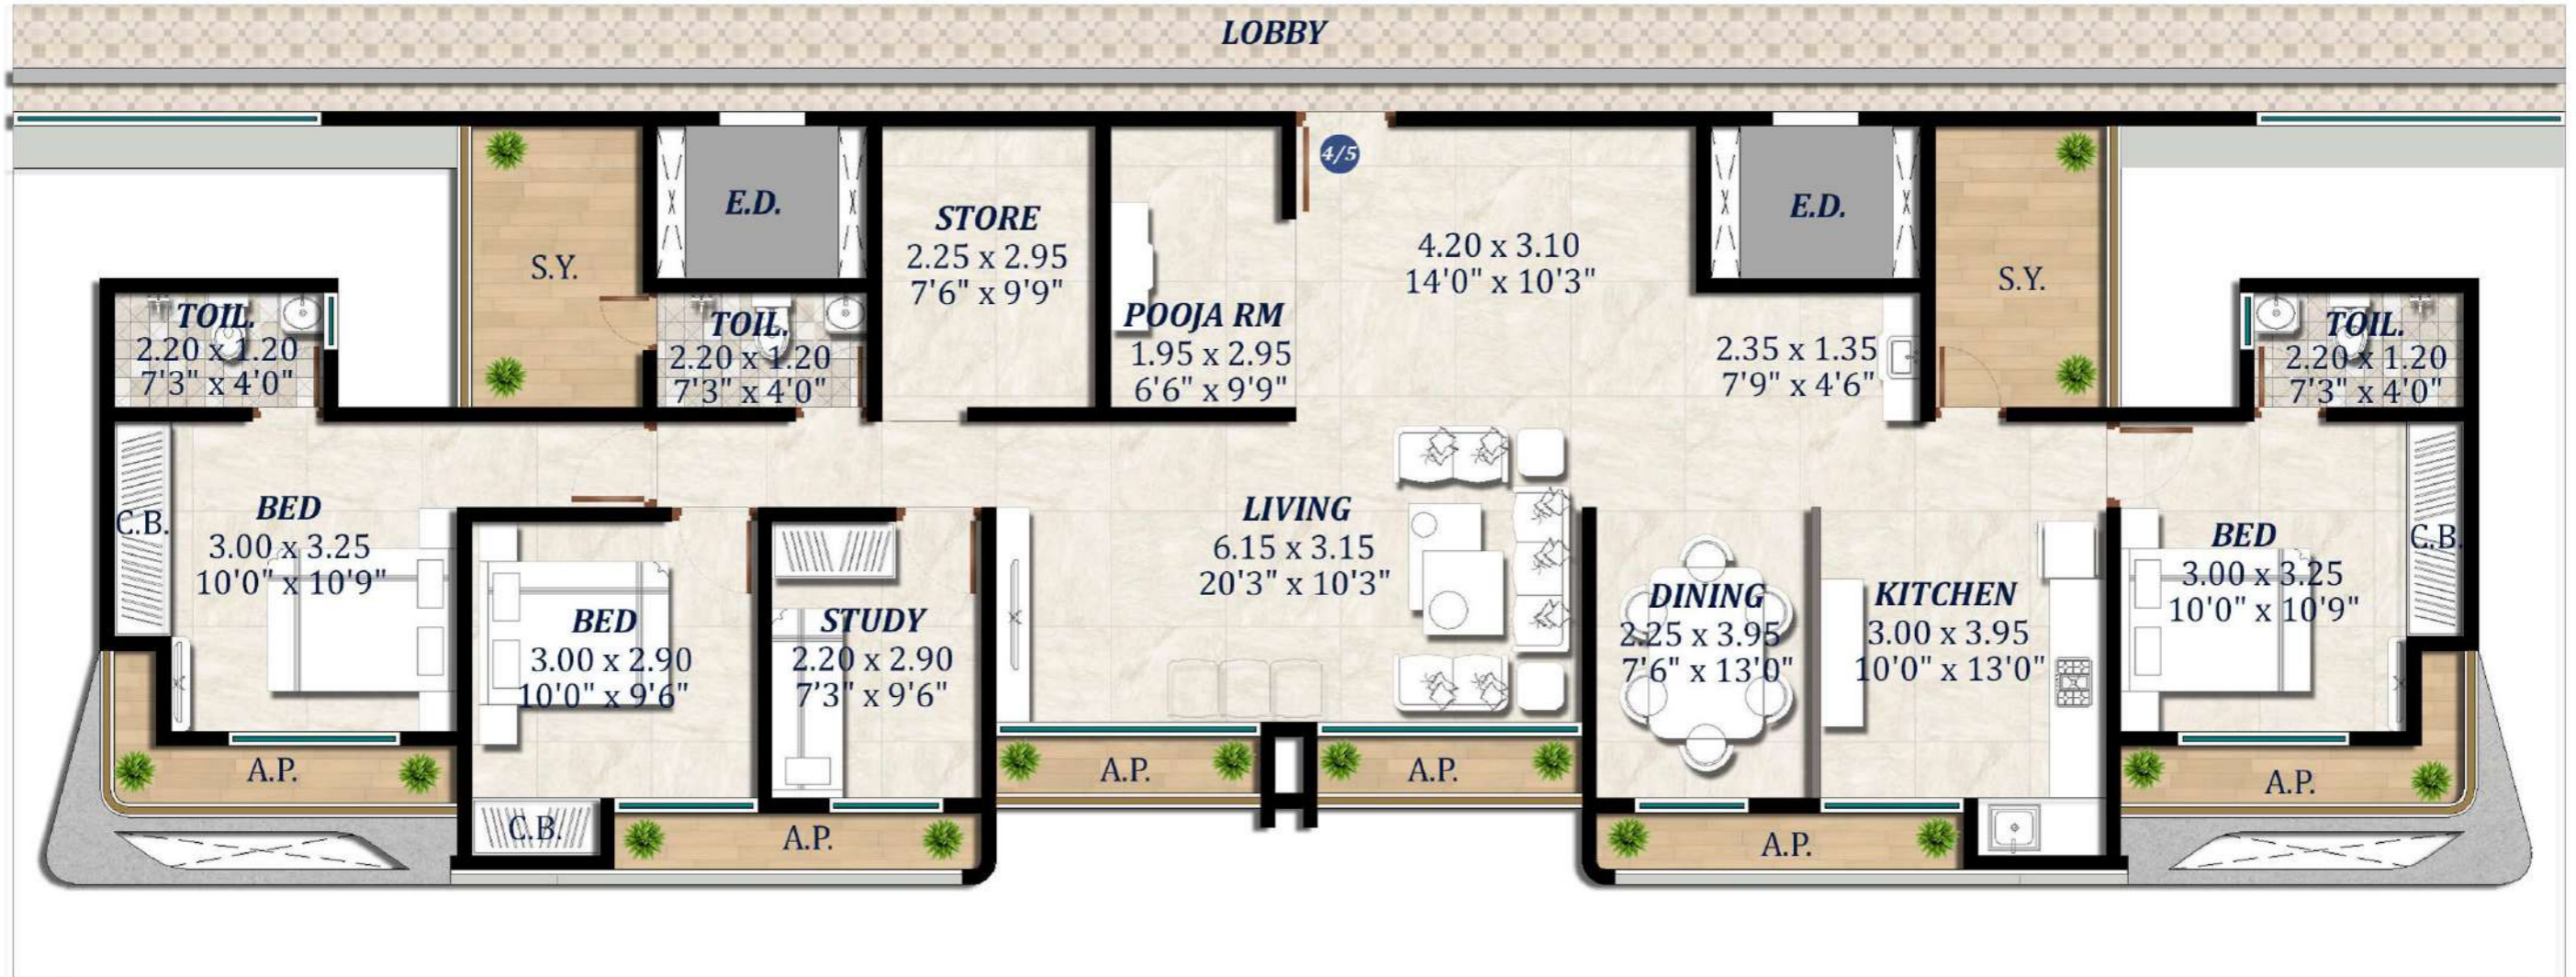 LOBBY
4/5
E.D.
E.D.
STORE
2.25 x 2.95
7'6" x 9'9"
4.20 x 3.10
14'0" x 10'3"
S.Y.
S.Y.
TOIL.
2.20 x 1.20
7'3" x 4'0"
TOIL.
2.20 x 1.20
7'3" x 4'0"
POOJA RM
1.95 x 2.95
6'6" x 9'9"
2.35 x 1.35
7'9" x 4'6"
TOIL.
2.20 x 1.20
7'3" x 4'0"
C.B.
BED
3.00 x 3.25
10'0" x 10'9"
LIVING
6.15 x 3.15
20'3" x 10'3"
BED
3.00 x 3.25
10'0" x 10'9"
C.B.
BED
3.00 x 2.90
10'0" x 9'6"
STUDY
2.20 x 2.90
7'3" x 9'6"
DINING
2.25 x 3.95
7'6" x 13'0"
KITCHEN
3.00 x 3.95
10'0" x 13'0"
A.P.
A.P.
A.P.
A.P.
C.B.
A.P.
A.P.